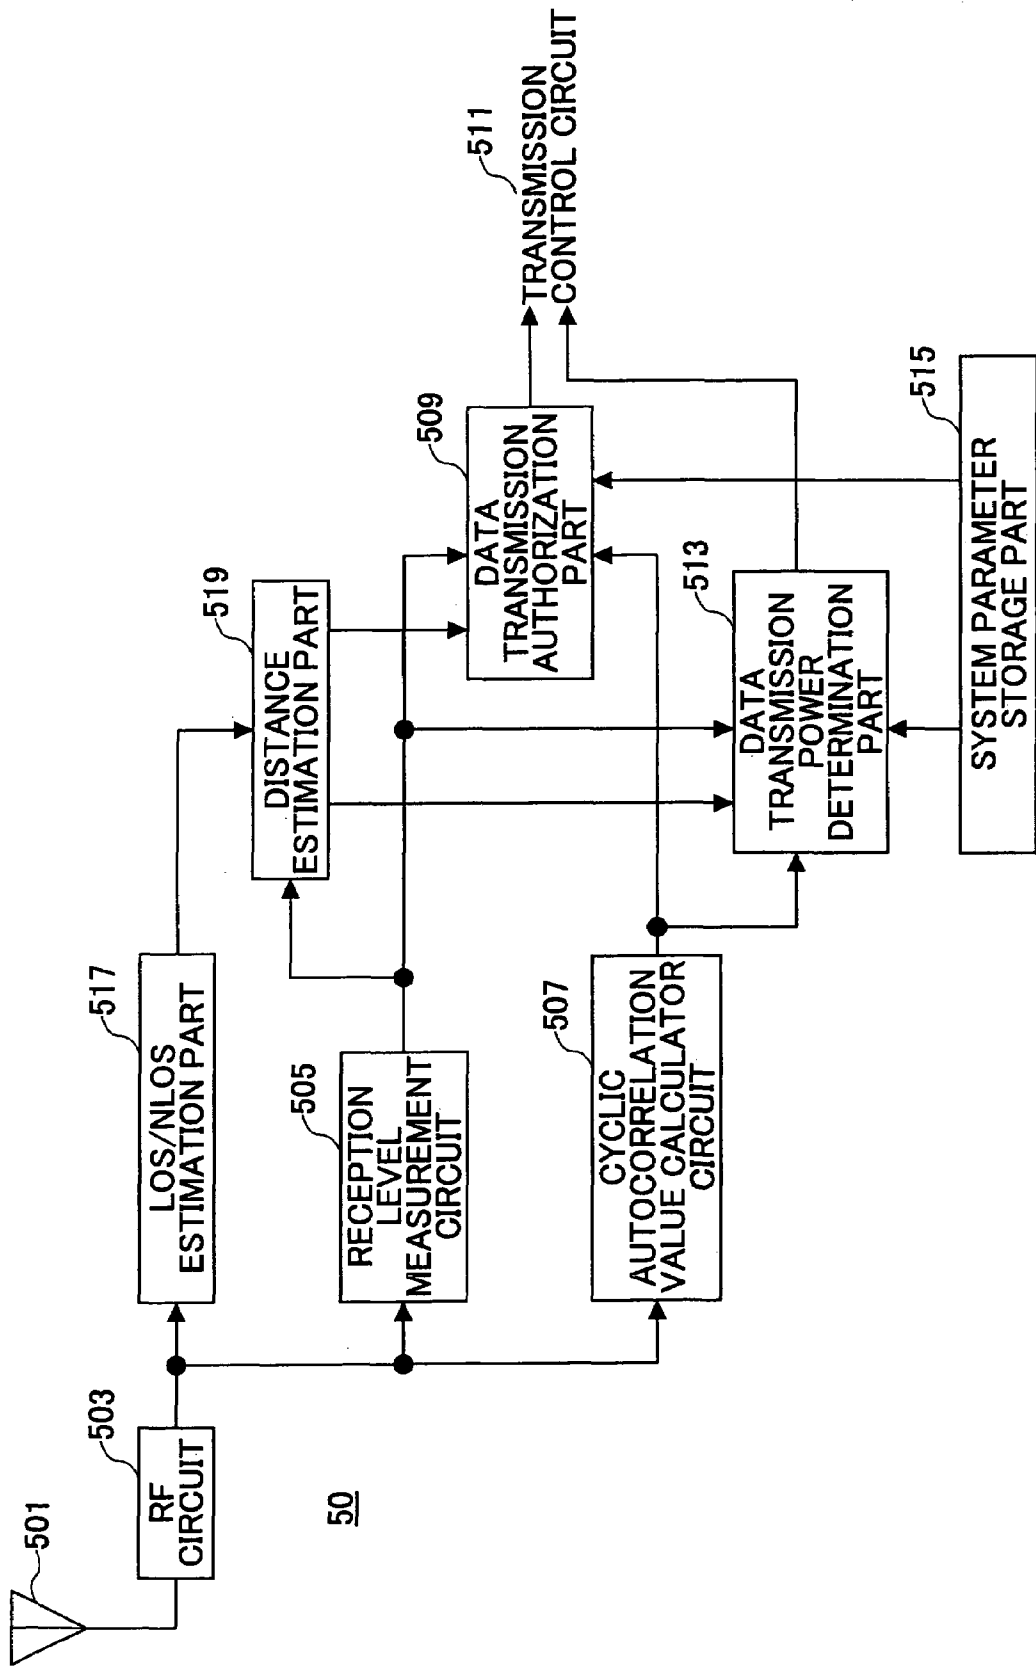 501
503
RF
CIRCUIT
50
517
LOS/NLOS
ESTIMATION PART
505
RECEPTION
LEVEL
MEASUREMENT
CIRCUIT
507
CYCLIC
AUTOCORRELATION
VALUE CALCULATOR
CIRCUIT
519
DISTANCE
ESTIMATION PART
509
DATA
TRANSMISSION
AUTHORIZATION
PART
513
DATA
TRANSMISSION
POWER
DETERMINATION
PART
515
SYSTEM PARAMETER
STORAGE PART
511
TRANSMISSION
CONTROL CIRCUIT